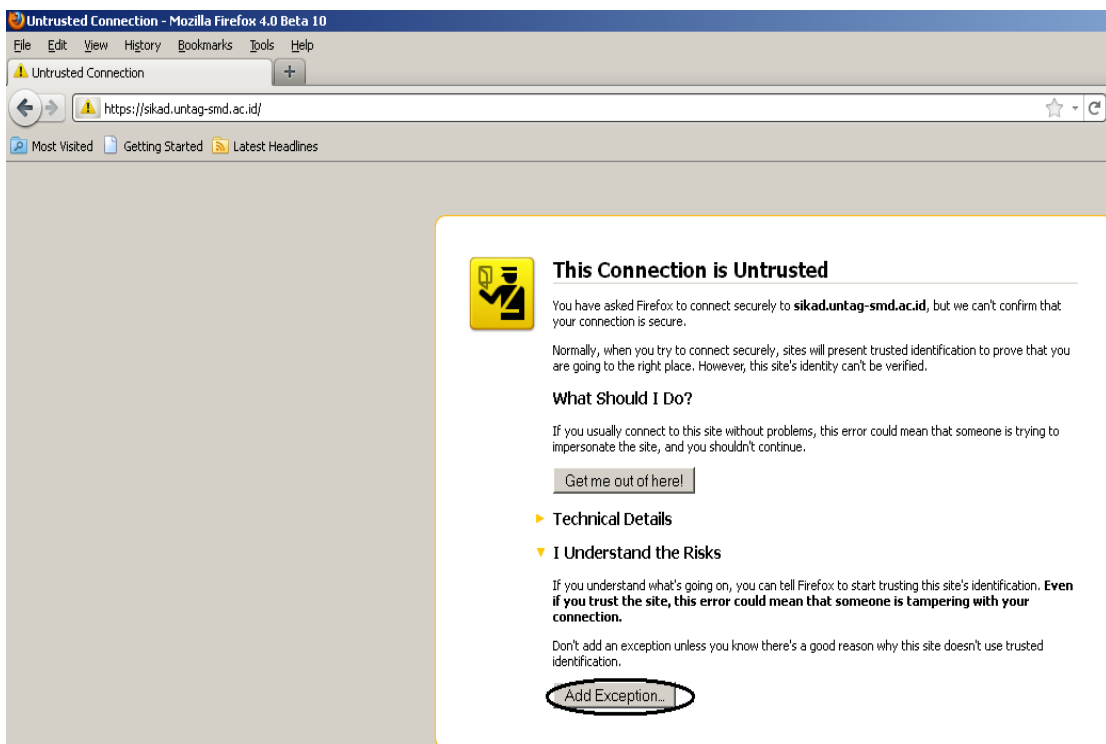 Untrusted Connection - Mozilla Firefox 4.0 Beta 10
File Edit View History Bookmarks Tools Help
Untrusted Connection +
https://sikad.untag-smd.ac.id/
Most Visited Getting Started Latest Headlines
This Connection is Untrusted
You have asked Firefox to connect securely to sikad.untag-smd.ac.id, but we can't confirm that
your connection is secure.
Normally, when you try to connect securely, sites will present trusted identification to prove that you
are going to the right place. However, this site's identity can't be verified.
What Should I Do?
If you usually connect to this site without problems, this error could mean that someone is trying to
impersonate the site, and you shouldn't continue.
Get me out of here!
Technical Details
I Understand the Risks
If you understand what's going on, you can tell Firefox to start trusting this site's identification. Even
if you trust the site, this error could mean that someone is tampering with your
connection.
Don't add an exception unless you know there's a good reason why this site doesn't use trusted
identification.
Add Exception...